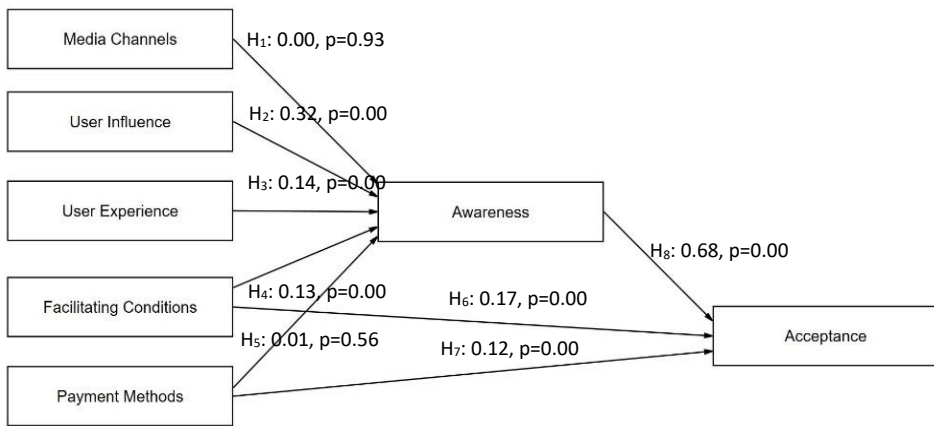 Media Channels
H₁: 0.00, p=0.93
User Influence
H₂: 0.32, p=0.00
H₃: 0.14, p=0.00
User Experience
Awareness
H₈: 0.68, p=0.00
H₄: 0.13, p=0.00
H₆: 0.17, p=0.00
Facilitating Conditions
H₅: 0.01, p=0.56
H₇: 0.12, p=0.00
Acceptance
Payment Methods